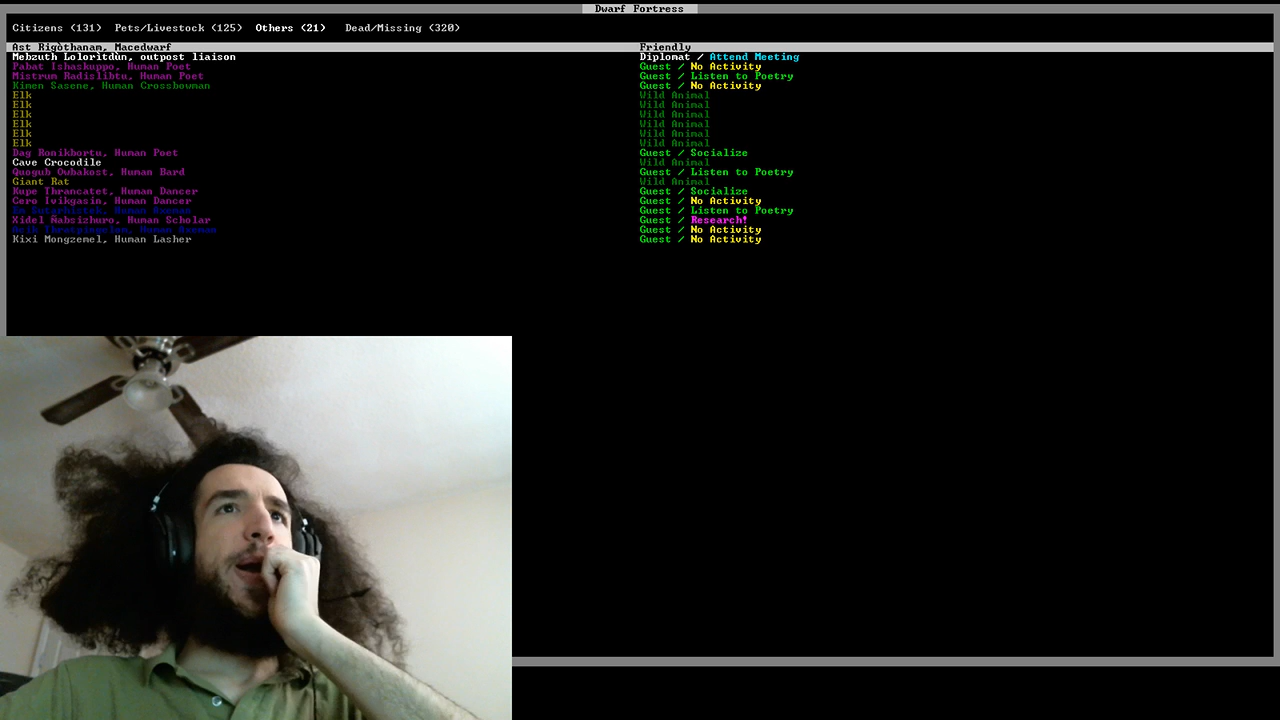 Dwarf Fortress
Citizens (131) Pets/Livestock (125) Others (21) Dead/Missing (320)
Ast Rigòthanam, Macedwarf Friendly
Mebzuth Loloritdùn, outpost liaison Diplomat / Attend Meeting
Pabat Ishaskuppo, Human Poet Guest / No Activity
Mistrum Radislibtu, Human Poet Guest / Listen to Poetry
Kimen Sasene, Human Crossbowman Guest / No Activity
Elk Wild Animal
Elk Wild Animal
Elk Wild Animal
Elk Wild Animal
Elk Wild Animal
Elk Wild Animal
Dag Ronikbortu, Human Poet Guest / Socialize
Cave Crocodile Wild Animal
Quogub Owbakost, Human Bard Guest / Listen to Poetry
Giant Rat Wild Animal
Kupe Thrancatet, Human Dancer Guest / Socialize
Cero Ivikgasin, Human Dancer Guest / No Activity
Human Axeman Guest / Listen to Poetry
Xidel Nabsizhuro, Human Scholar Guest / Research!
Human Axeman Guest / No Activity
Kixi Mongzemel, Human Lasher Guest / No Activity